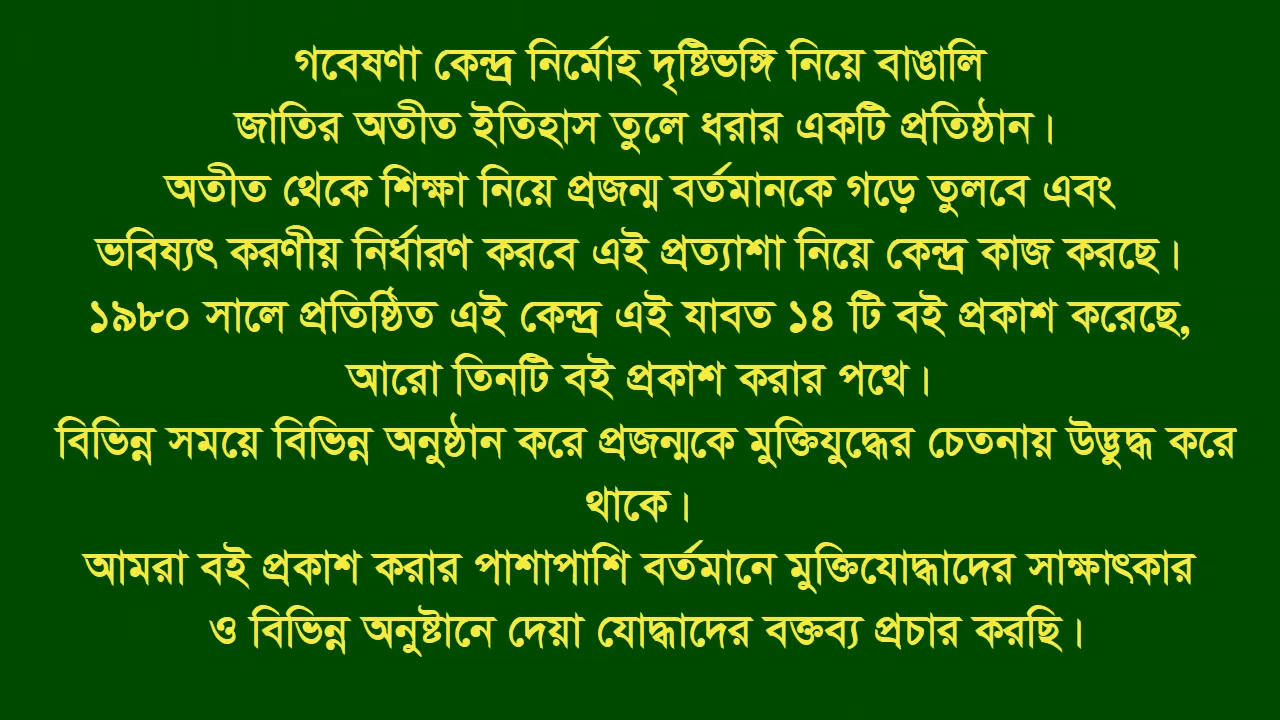 গবেষণা কেন্দ্র নির্মোহ দৃষ্টিভঙ্গি নিয়ে বাঙালি
জাতির অতীত ইতিহাস তুলে ধরার একটি প্রতিষ্ঠান।
অতীত থেকে শিক্ষা নিয়ে প্রজন্ম বর্তমানকে গড়ে তুলবে এবং
ভবিষ্যৎ করণীয় নির্ধারণ করবে এই প্রত্যাশা নিয়ে কেন্দ্র কাজ করছে।
১৯৮০ সালে প্রতিষ্ঠিত এই কেন্দ্র এই যাবত ১৪ টি বই প্রকাশ করেছে,
আরো তিনটি বই প্রকাশ করার পথে।
বিভিন্ন সময়ে বিভিন্ন অনুষ্ঠান করে প্রজন্মকে মুক্তিযুদ্ধের চেতনায় উদ্ভুদ্ধ করে
থাকে।
আমরা বই প্রকাশ করার পাশাপাশি বর্তমানে মুক্তিযোদ্ধাদের সাক্ষাৎকার
ও বিভিন্ন অনুষ্টানে দেয়া যোদ্ধাদের বক্তব্য প্রচার করছি।